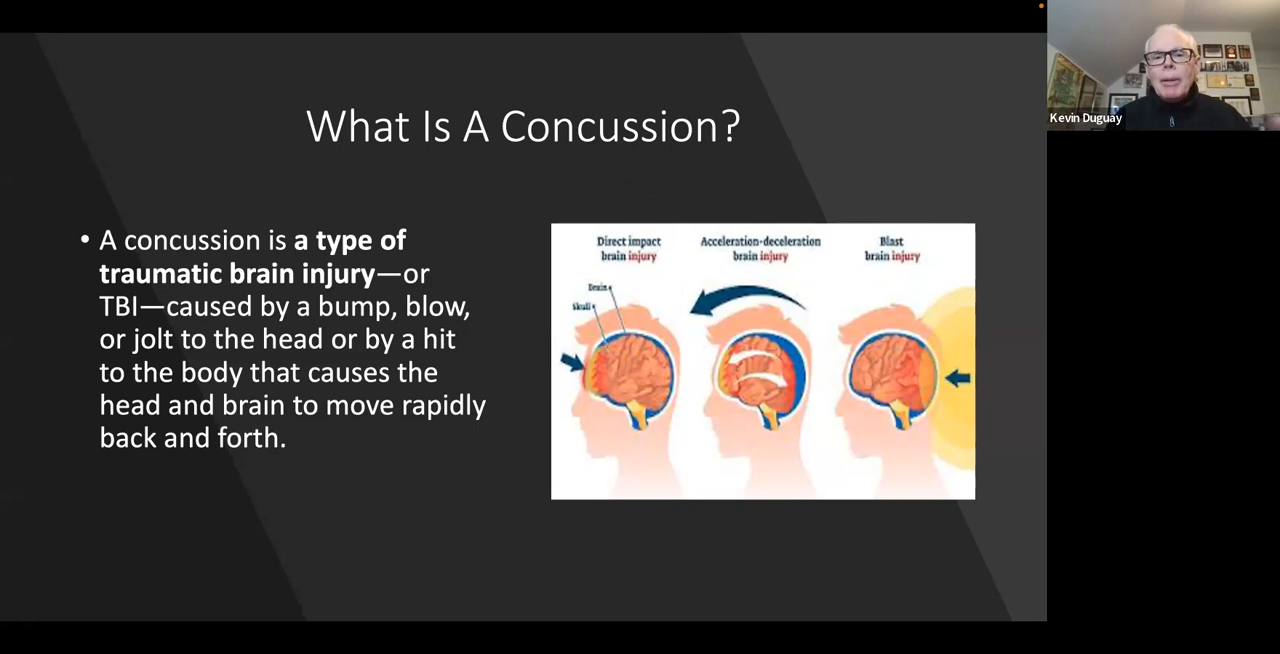 What Is A Concussion?
• A concussion is a type of
traumatic brain injury—or
TBI—caused by a bump, blow,
or jolt to the head or by a hit
to the body that causes the
head and brain to move rapidly
back and forth.
Direct impact
brain injury
Acceleration-deceleration
brain injury
Blast
brain injury
Brain
Skull
Kevin Duguay